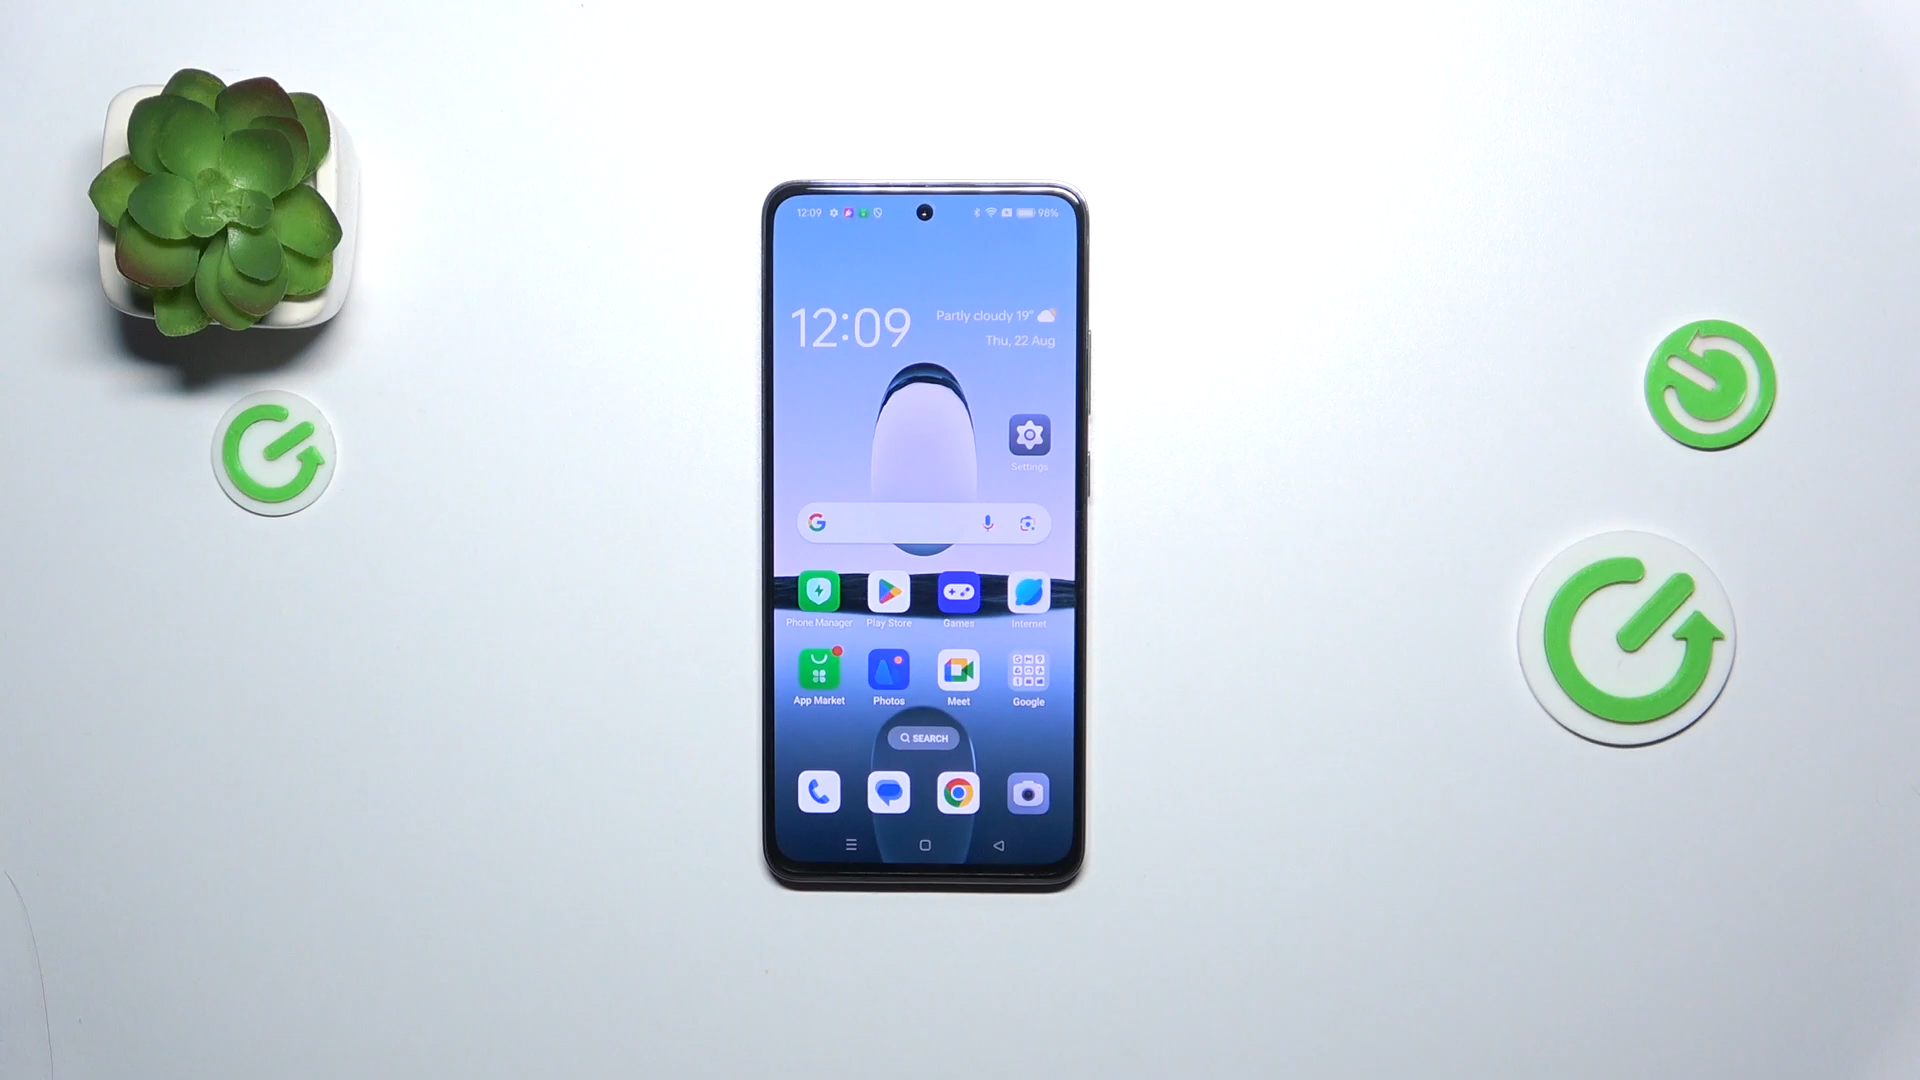 12:09
98%
12:09
Partly cloudy 19°
Thu, 22 Aug
Settings
Phone Manager
Play Store
Games
Internet
App Market
Photos
Meet
Google
SEARCH